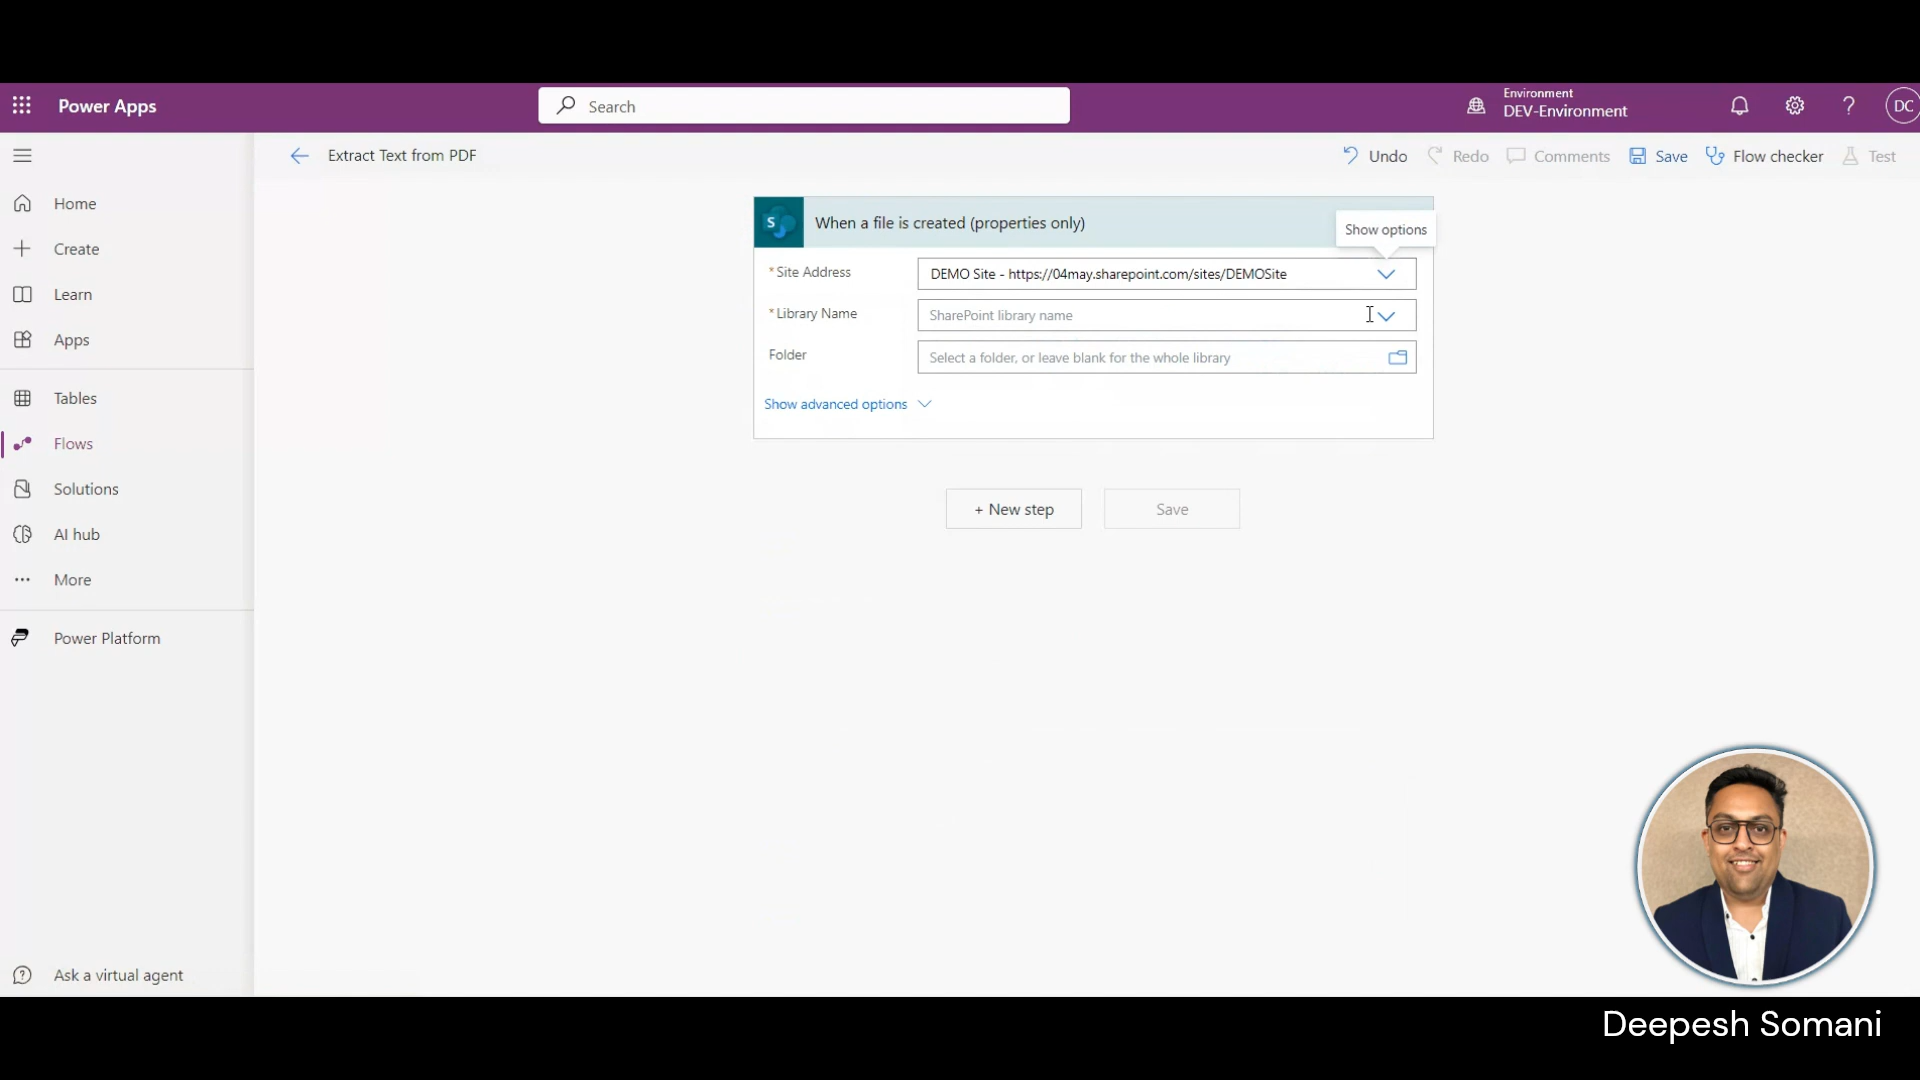 Power Apps
Search
Environment
DEV-Environment
DC
Extract Text from PDF
Undo
Redo
Comments
Save
Flow checker
Test
Home
Create
Learn
Apps
Tables
Flows
Solutions
AI hub
More
Power Platform
Ask a virtual agent
S
When a file is created (properties only)
Show options
*Site Address
DEMO Site - https://04may.sharepoint.com/sites/DEMOSite
*Library Name
SharePoint library name
Folder
Select a folder, or leave blank for the whole library
Show advanced options
+ New step
Save
Deepesh Somani